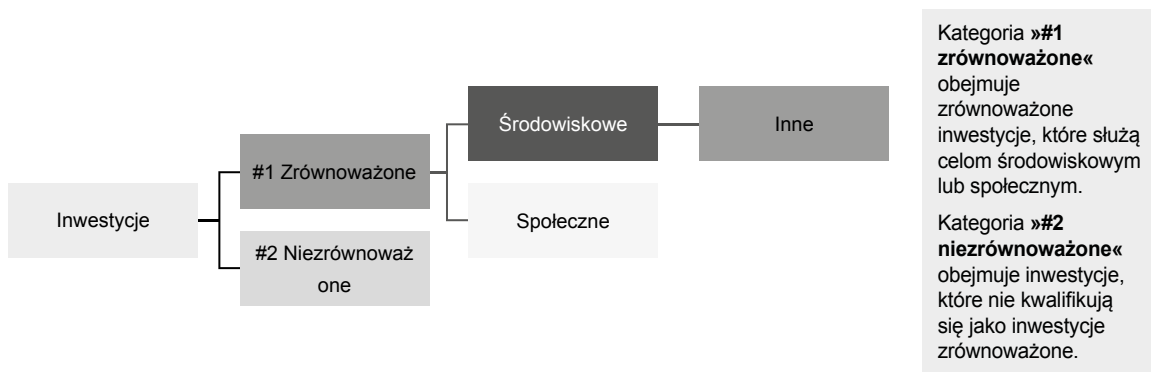 Inwestycje
#1 Zrównoważone
#2 Niezrównoważ
one
Środowiskowe
Społeczne
Inne
Kategoria »#1
zrównoważone«
obejmuje
zrównoważone
inwestycje, które służą
celom środowiskowym
lub społecznym.
Kategoria »#2
niezrównoważone«
obejmuje inwestycje,
które nie kwalifikują
się jako inwestycje
zrównoważone.